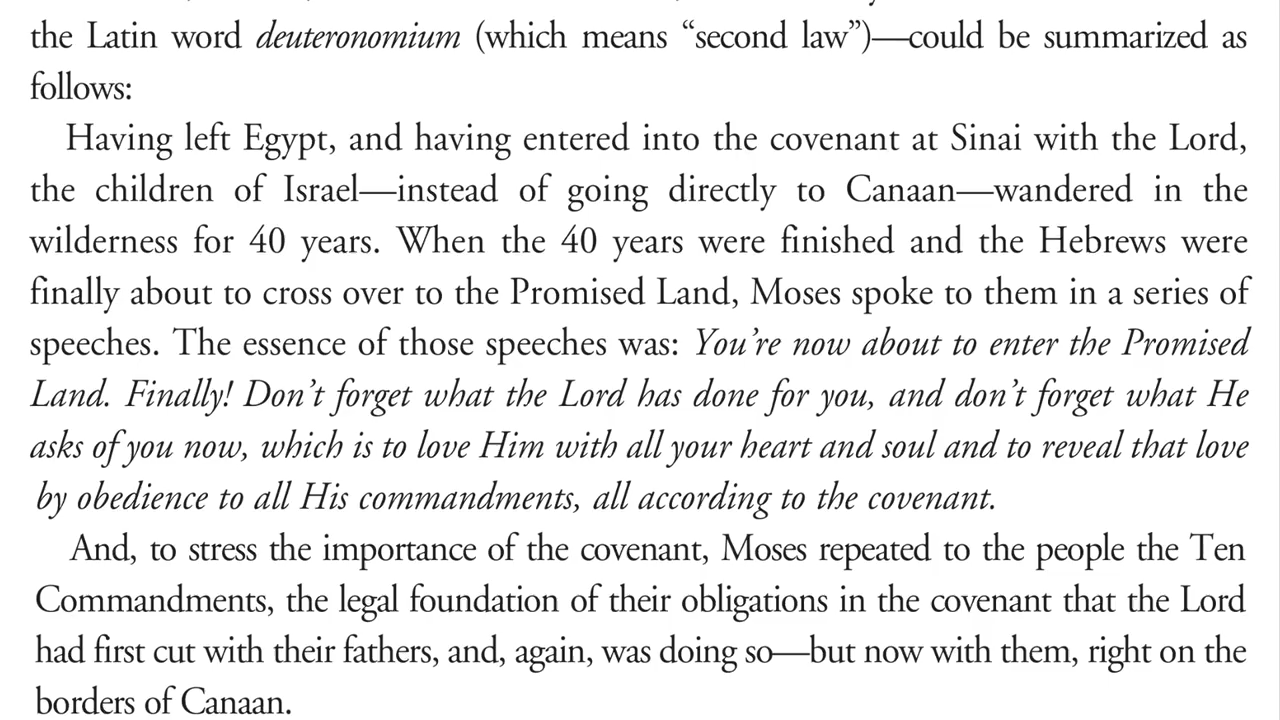 the Latin word deuteronomium (which means “second law”)—could be summarized as
follows:
Having left Egypt, and having entered into the covenant at Sinai with the Lord,
the children of Israel—instead of going directly to Canaan—wandered in the
wilderness for 40 years. When the 40 years were finished and the Hebrews were
finally about to cross over to the Promised Land, Moses spoke to them in a series of
speeches. The essence of those speeches was: You’re now about to enter the Promised
Land. Finally! Don’t forget what the Lord has done for you, and don’t forget what He
asks of you now, which is to love Him with all your heart and soul and to reveal that love
by obedience to all His commandments, all according to the covenant.
And, to stress the importance of the covenant, Moses repeated to the people the Ten
Commandments, the legal foundation of their obligations in the covenant that the Lord
had first cut with their fathers, and, again, was doing so—but now with them, right on the
borders of Canaan.